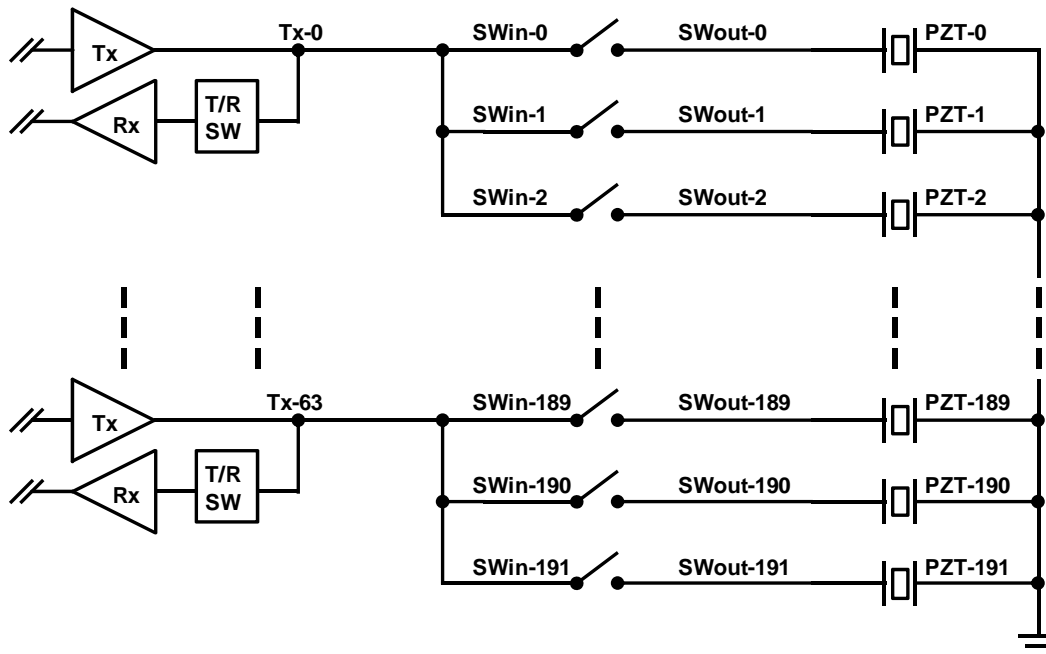 Tx-0 SWin-0 SWout-0 PZT-0
Tx
T/R
SW
Rx
SWin-1 SWout-1 PZT-1
SWin-2 SWout-2 PZT-2
Tx-63 SWin-189 SWout-189 PZT-189
Tx
T/R
SW
Rx
SWin-190 SWout-190 PZT-190
SWin-191 SWout-191 PZT-191